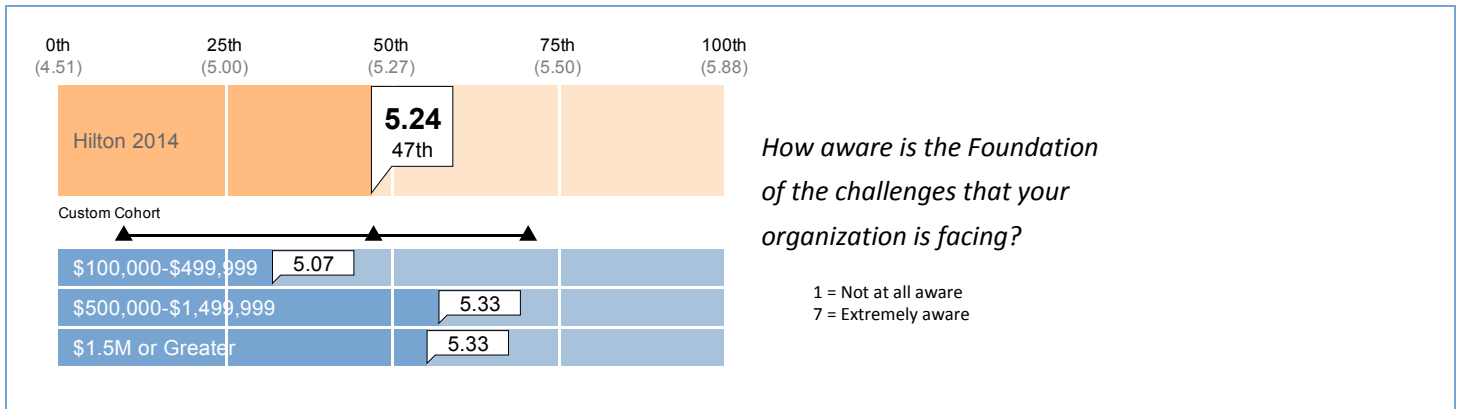 0th 25th 50th 75th 100th
(4.51) (5.00) (5.27) (5.50) (5.88)
Hilton 2014
5.24
47th
Custom Cohort
$100,000-$499,999 5.07
$500,000-$1,499,999 5.33
$1.5M or Greater 5.33
How aware is the Foundation
of the challenges that your
organization is facing?
1 = Not at all aware
7 = Extremely aware